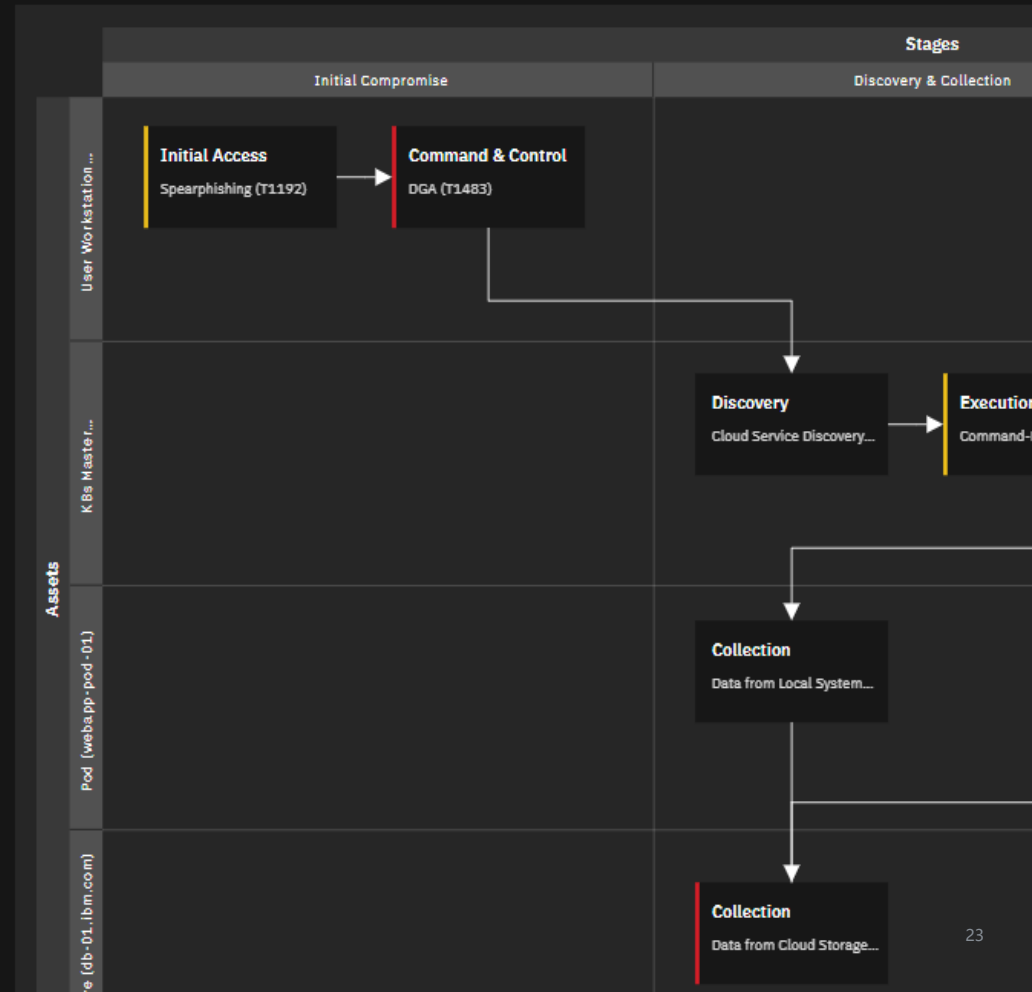 Stages
Initial Compromise
Discovery & Collection
Assets
User Workstation...
Initial Access
Spearphishing (T1192)
Command & Control
DGA (T1483)
K8s Master...
Discovery
Cloud Service Discovery...
Execution
Command-
Pod (webapp-pod-01)
Collection
Data from Local System...
(db-01.ibm.com)
Collection
Data from Cloud Storage...
23